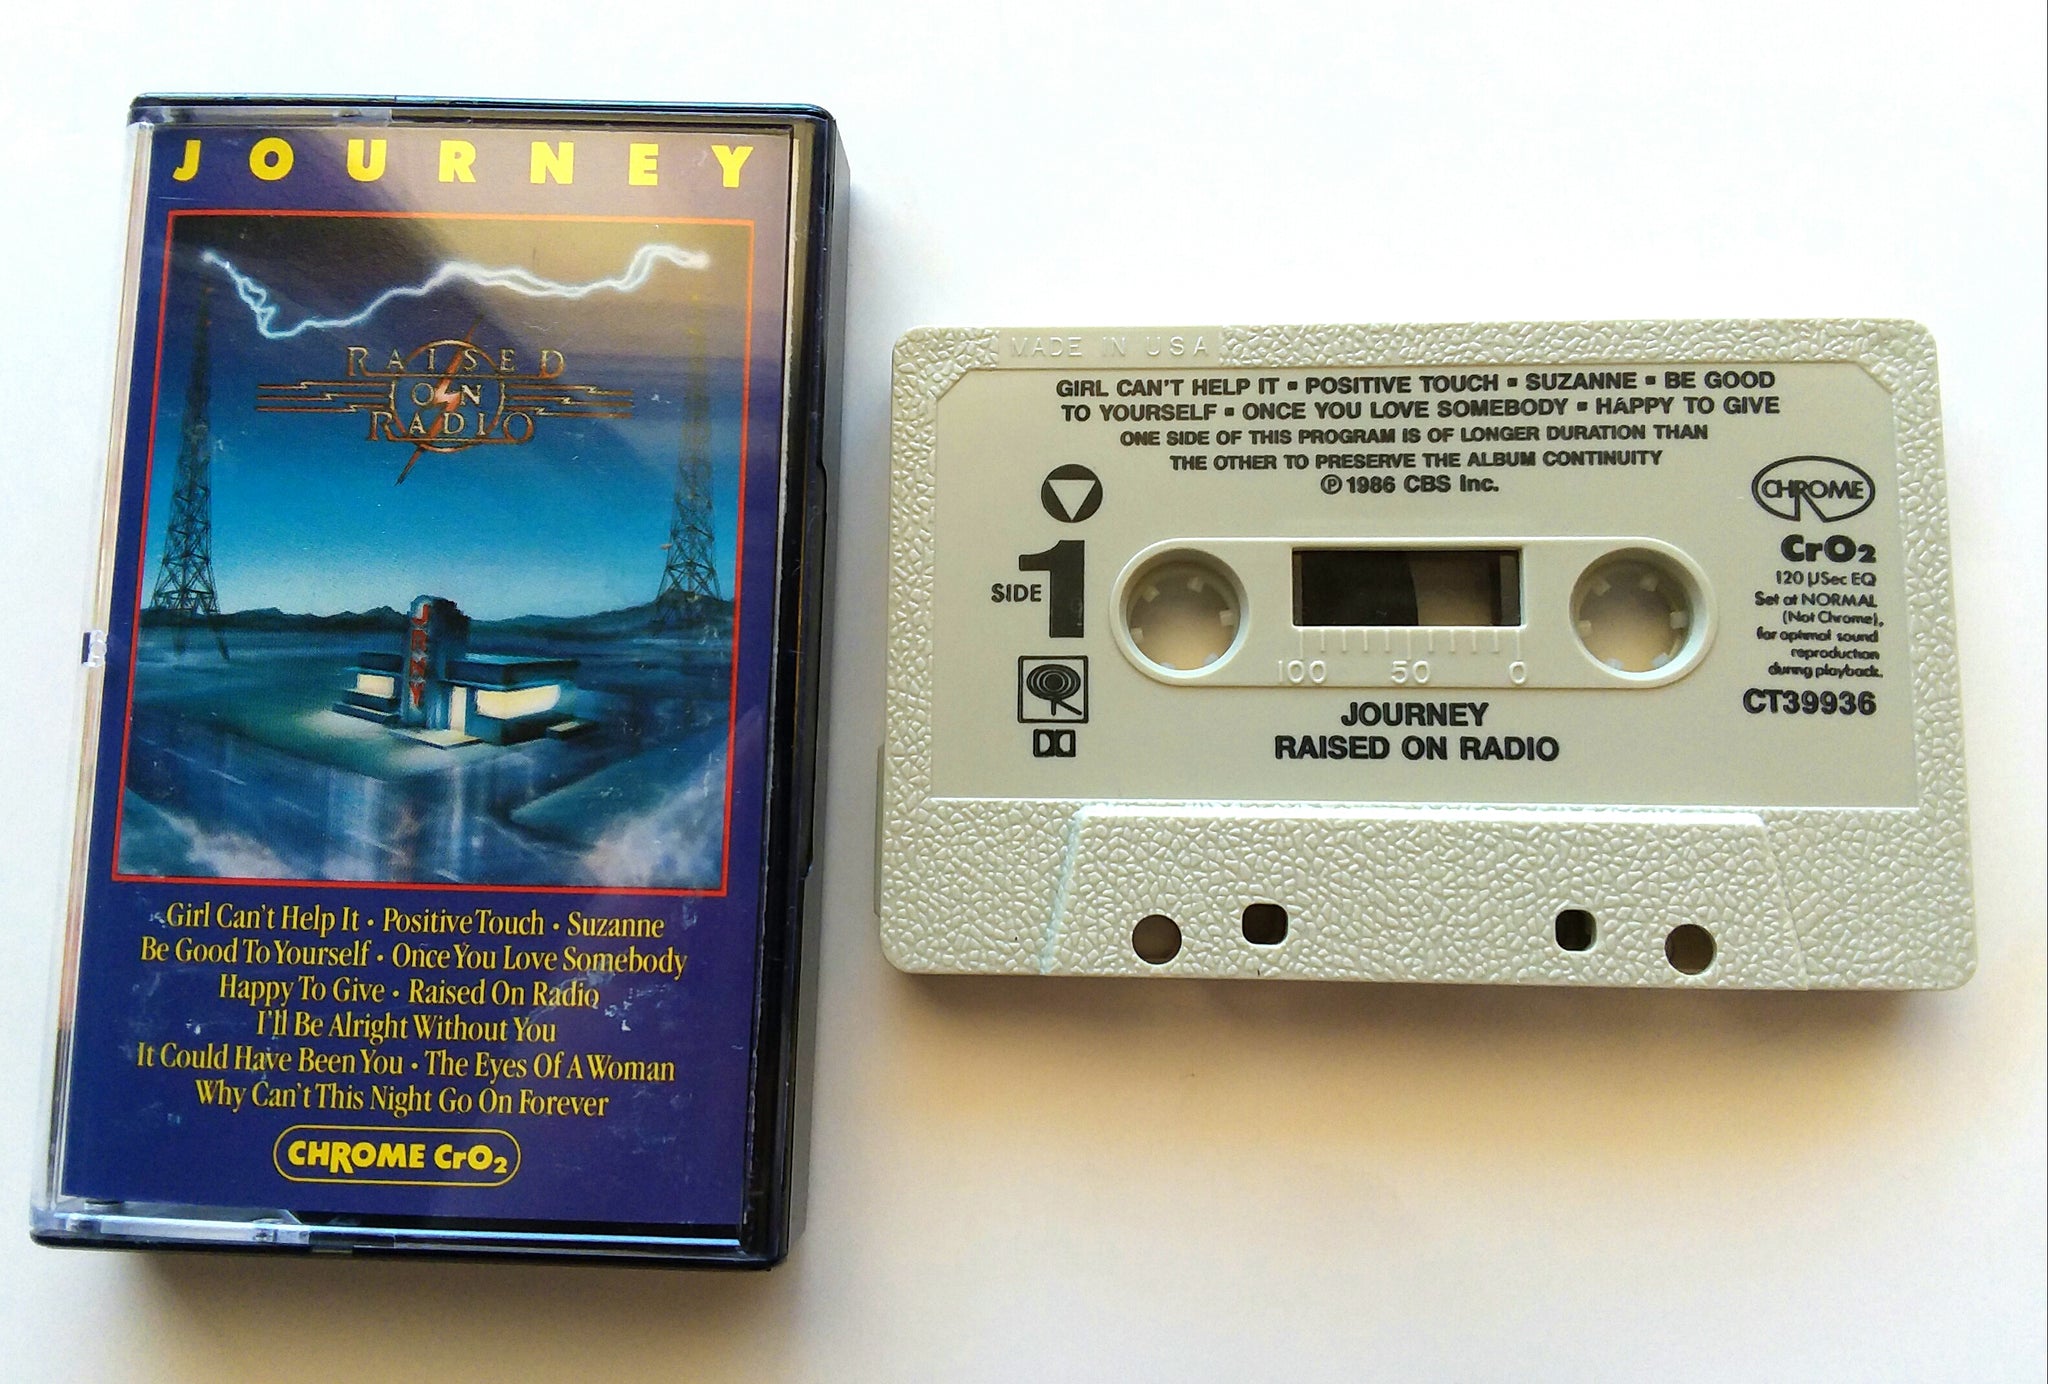 JOURNEY
RAISED
ON
RADIO
JRNY
Girl Can't Help It • Positive Touch • Suzanne
Be Good To Yourself • Once You Love Somebody
Happy To Give • Raised On Radio
I'll Be Alright Without You
It Could Have Been You • The Eyes Of A Woman
Why Can't This Night Go On Forever
CHROME CrO₂
MADE IN USA
GIRL CAN'T HELP IT ▪ POSITIVE TOUCH ▪ SUZANNE ▪ BE GOOD
TO YOURSELF ▪ ONCE YOU LOVE SOMEBODY ▪ HAPPY TO GIVE
ONE SIDE OF THIS PROGRAM IS OF LONGER DURATION THAN
THE OTHER TO PRESERVE THE ALBUM CONTINUITY
℗ 1986 CBS Inc.
SIDE 1
100 50 0
CHROME
CrO₂
120 µSec EQ
Set at NORMAL
(Not Chrome),
for optimal sound
reproduction
during playback.
CT39936
JOURNEY
RAISED ON RADIO